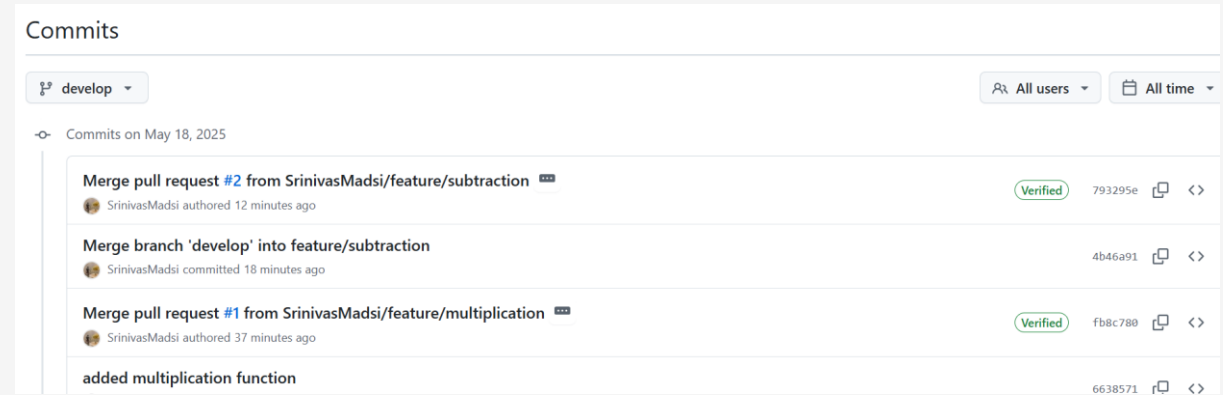 Commits
develop
All users
All time
Commits on May 18, 2025
Merge pull request #2 from SrinivasMadsi/feature/subtraction
Verified 793295e
SrinivasMadsi authored 12 minutes ago
Merge branch 'develop' into feature/subtraction
4b46a91
SrinivasMadsi committed 18 minutes ago
Merge pull request #1 from SrinivasMadsi/feature/multiplication
Verified fb8c780
SrinivasMadsi authored 37 minutes ago
added multiplication function
6638571